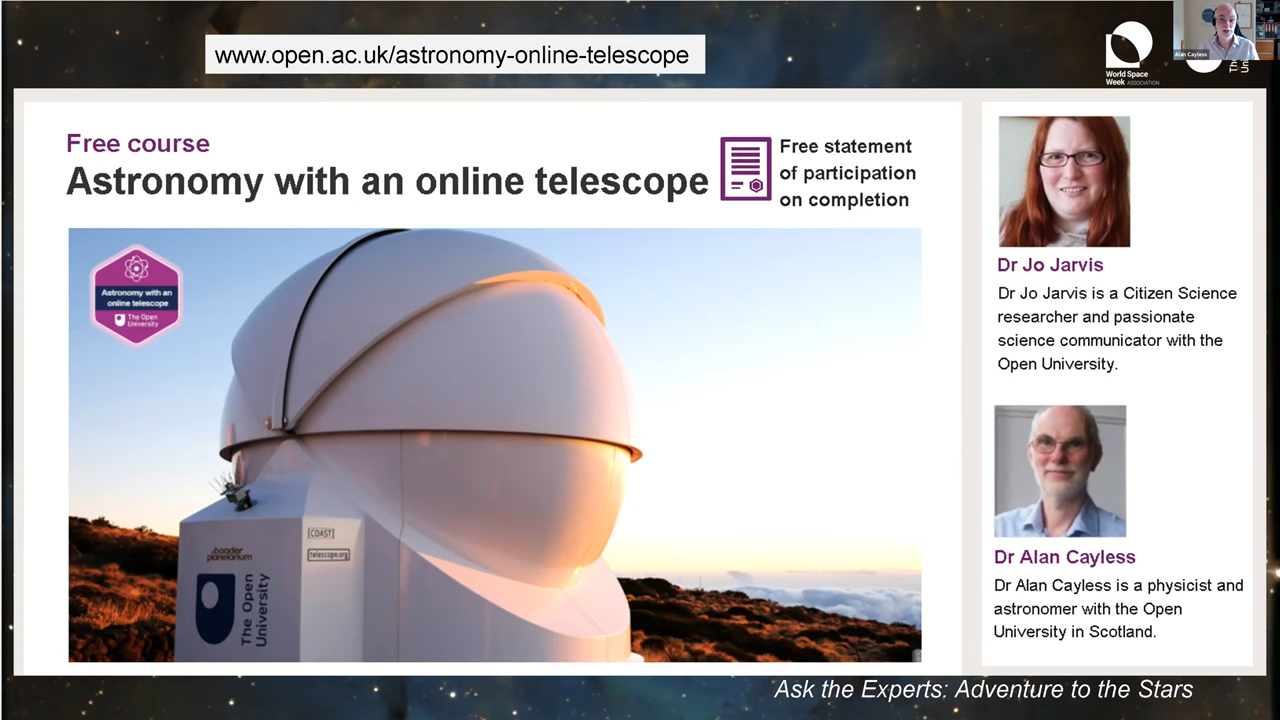 www.open.ac.uk/astronomy-online-telescope
World Space
Week ASSOCIATION
Alan Cayless
Free course
Astronomy with an online telescope
Free statement
of participation
on completion
Astronomy with an
online telescope
The Open
University
[COAST]
telescope.org
baader
planetarium
The Open
University
Dr Jo Jarvis
Dr Jo Jarvis is a Citizen Science
researcher and passionate
science communicator with the
Open University.
Dr Alan Cayless
Dr Alan Cayless is a physicist and
astronomer with the Open
University in Scotland.
Ask the Experts: Adventure to the Stars